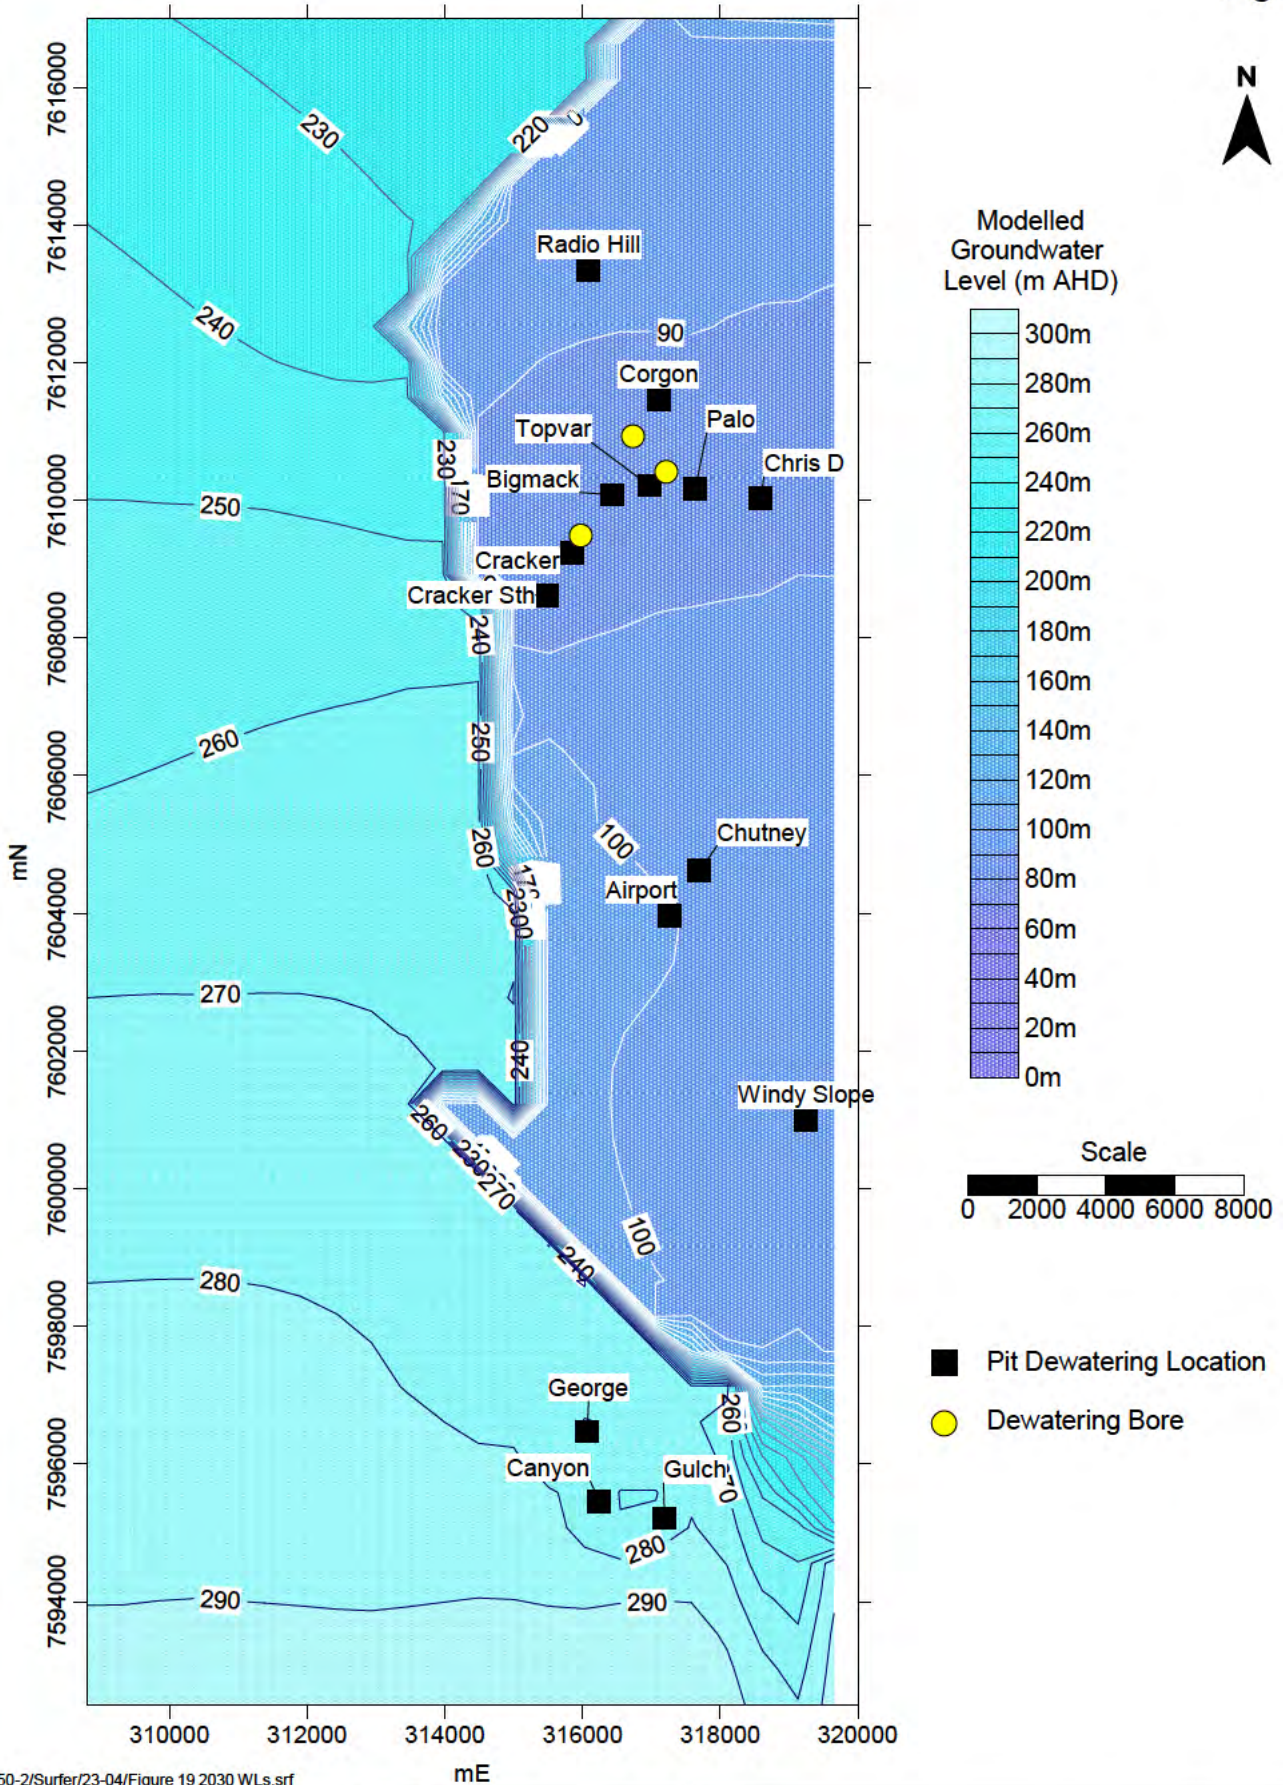 N
Modelled
Groundwater
Level (m AHD)
300m
280m
260m
240m
220m
200m
180m
160m
140m
120m
100m
80m
60m
40m
20m
0m
Scale
0 2000 4000 6000 8000
Pit Dewatering Location
Dewatering Bore
7616000
7614000
7612000
7610000
7608000
7606000
7604000
7602000
7600000
7598000
7596000
7594000
mN
230
220
Radio Hill
240
90
Corgon
Topvar
Palo
230
170
Bigmack
Chris D
250
Cracker
Cracker Sth
240
260
250
100
Chutney
260
Airport
270
240
Windy Slope
260
230
270
100
240
280
George
260
Canyon
Gulch
280
290
290
310000 312000 314000 316000 318000 320000
mE
50-2/Surfer/23-04/Figure 19 2030 WLs.srf